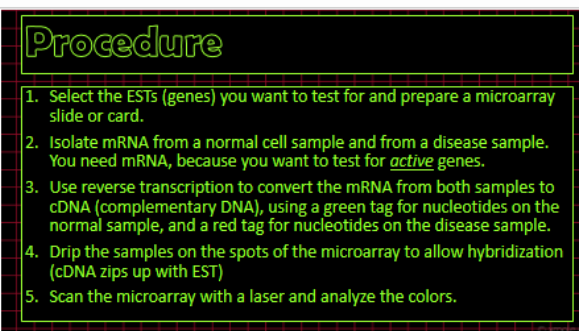 Procedure
1. Select the ESTs (genes) you want to test for and prepare a microarray
slide or card.
2. Isolate mRNA from a normal cell sample and from a disease sample.
You need mRNA, because you want to test for active genes.
3. Use reverse transcription to convert the mRNA from both samples to
cDNA (complementary DNA), using a green tag for nucleotides on the
normal sample, and a red tag for nucleotides on the disease sample.
4. Drip the samples on the spots of the microarray to allow hybridization
(cDNA zips up with EST)
5. Scan the microarray with a laser and analyze the colors.